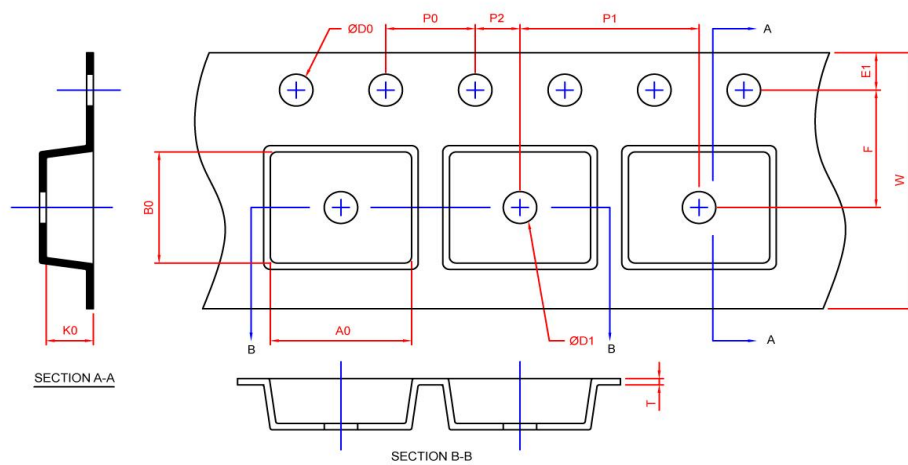 ØD0
P0
P2
P1
A
E1
F
W
B0
K0
A0
B
ØD1
B
A
SECTION A-A
T
SECTION B-B